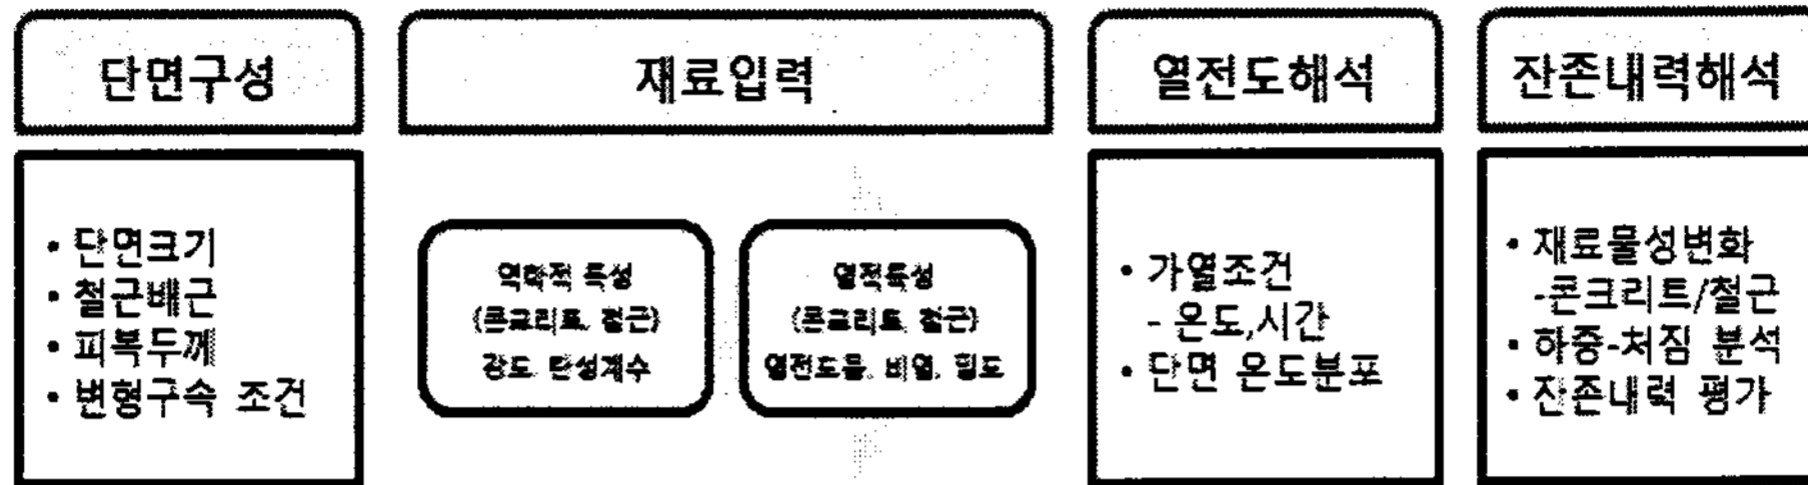 단면구성
• 단면크기
• 철근배근
• 피복두께
• 변형구속 조건
재료입력
역학적 특성
(콘크리트, 철근)
강도, 탄성계수
열적특성
(콘크리트, 철근)
열전도율, 비열, 밀도
열전도해석
• 가열조건
- 온도,시간
• 단면 온도분포
잔존내력해석
• 재료물성변화
-콘크리트/철근
• 하중-처짐 분석
• 잔존내력 평가